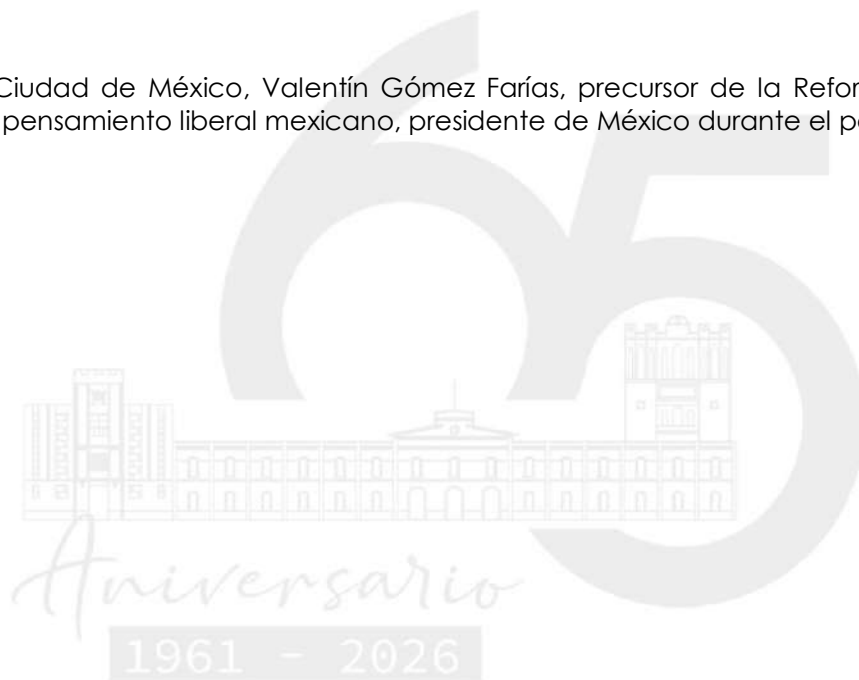 Ciudad de México, Valentín Gómez Farías, precursor de la Refor
pensamiento liberal mexicano, presidente de México durante el
65
Aniversario
1961 - 2026